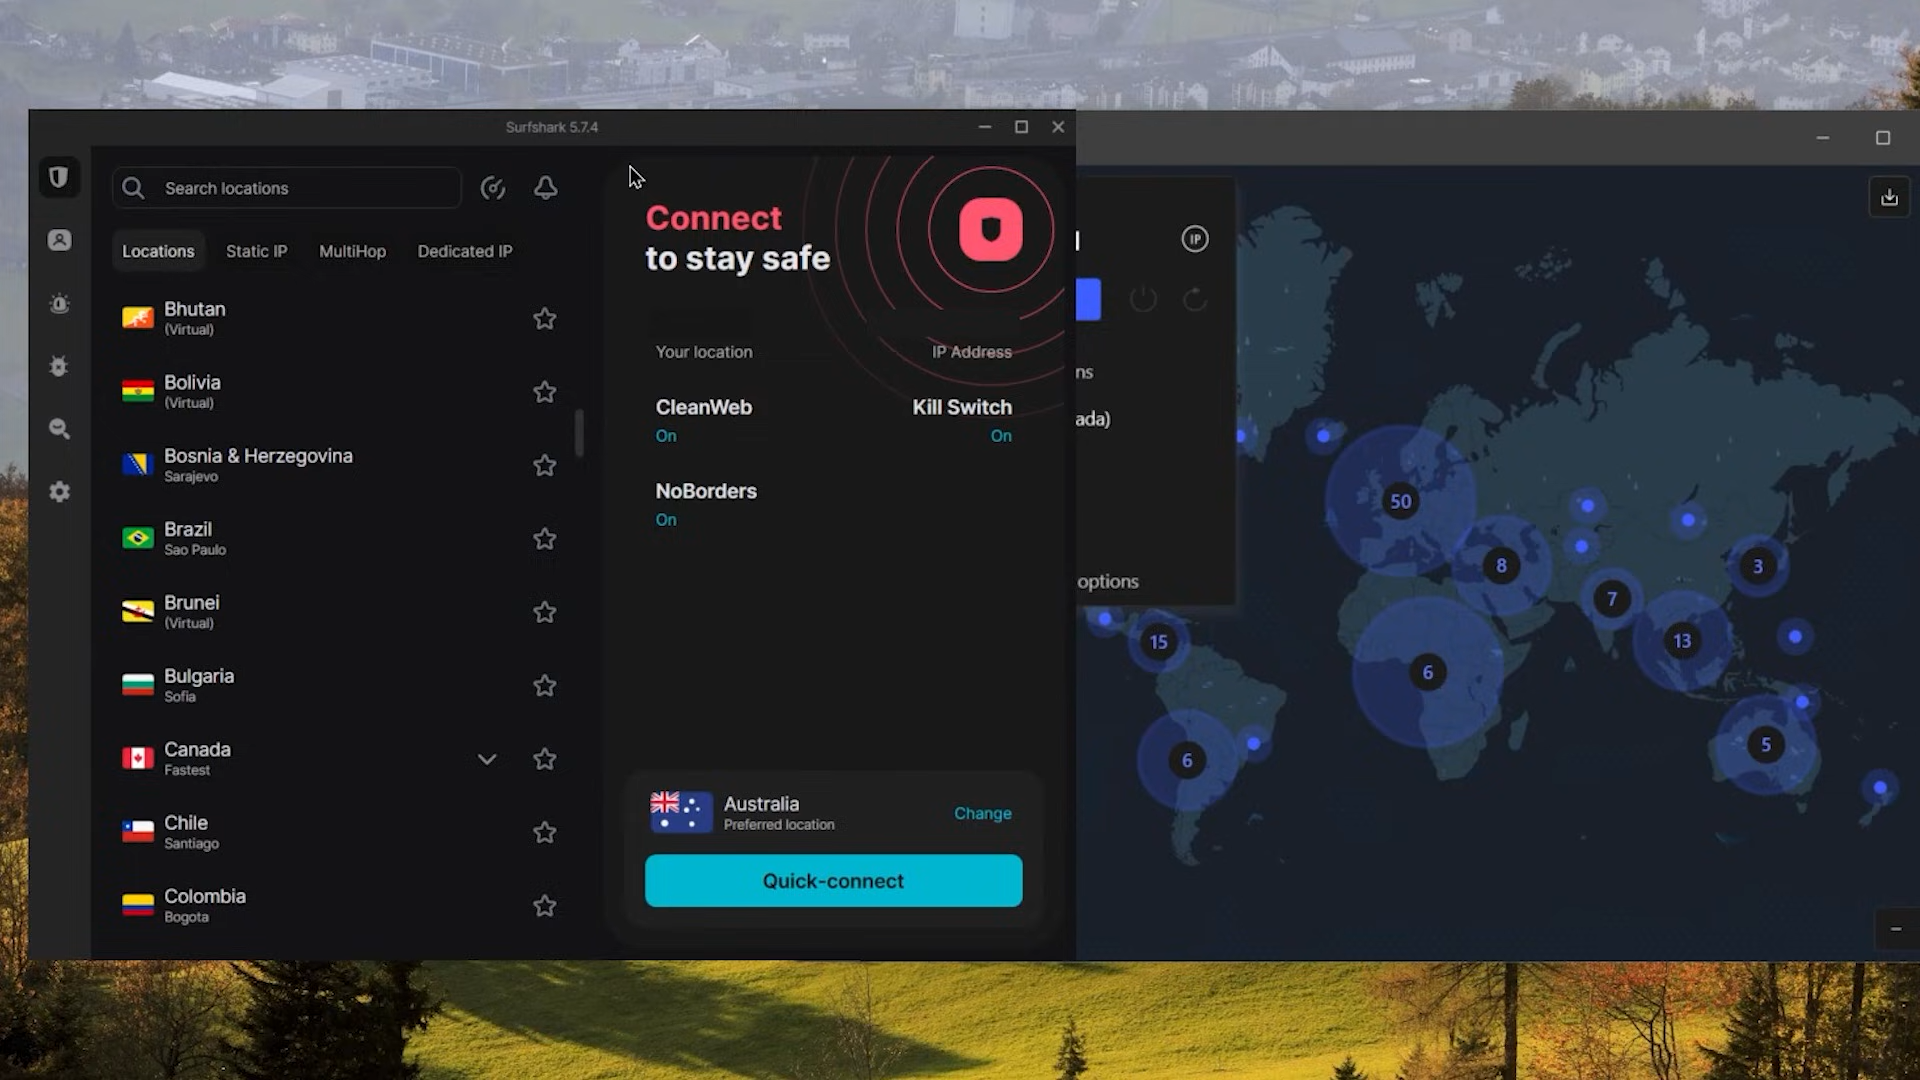 Surfshark 5.7.4
Search locations
Locations
Static IP
MultiHop
Dedicated IP
Bhutan
(Virtual)
Bolivia
(Virtual)
Bosnia & Herzegovina
Sarajevo
Brazil
Sao Paulo
Brunei
(Virtual)
Bulgaria
Sofia
Canada
Fastest
Chile
Santiago
Colombia
Bogota
Connect
to stay safe
Your location
IP Address
CleanWeb
On
Kill Switch
On
NoBorders
On
Australia
Preferred location
Change
Quick-connect
IP
ns
ada)
options
50
8
3
7
15
13
6
5
6